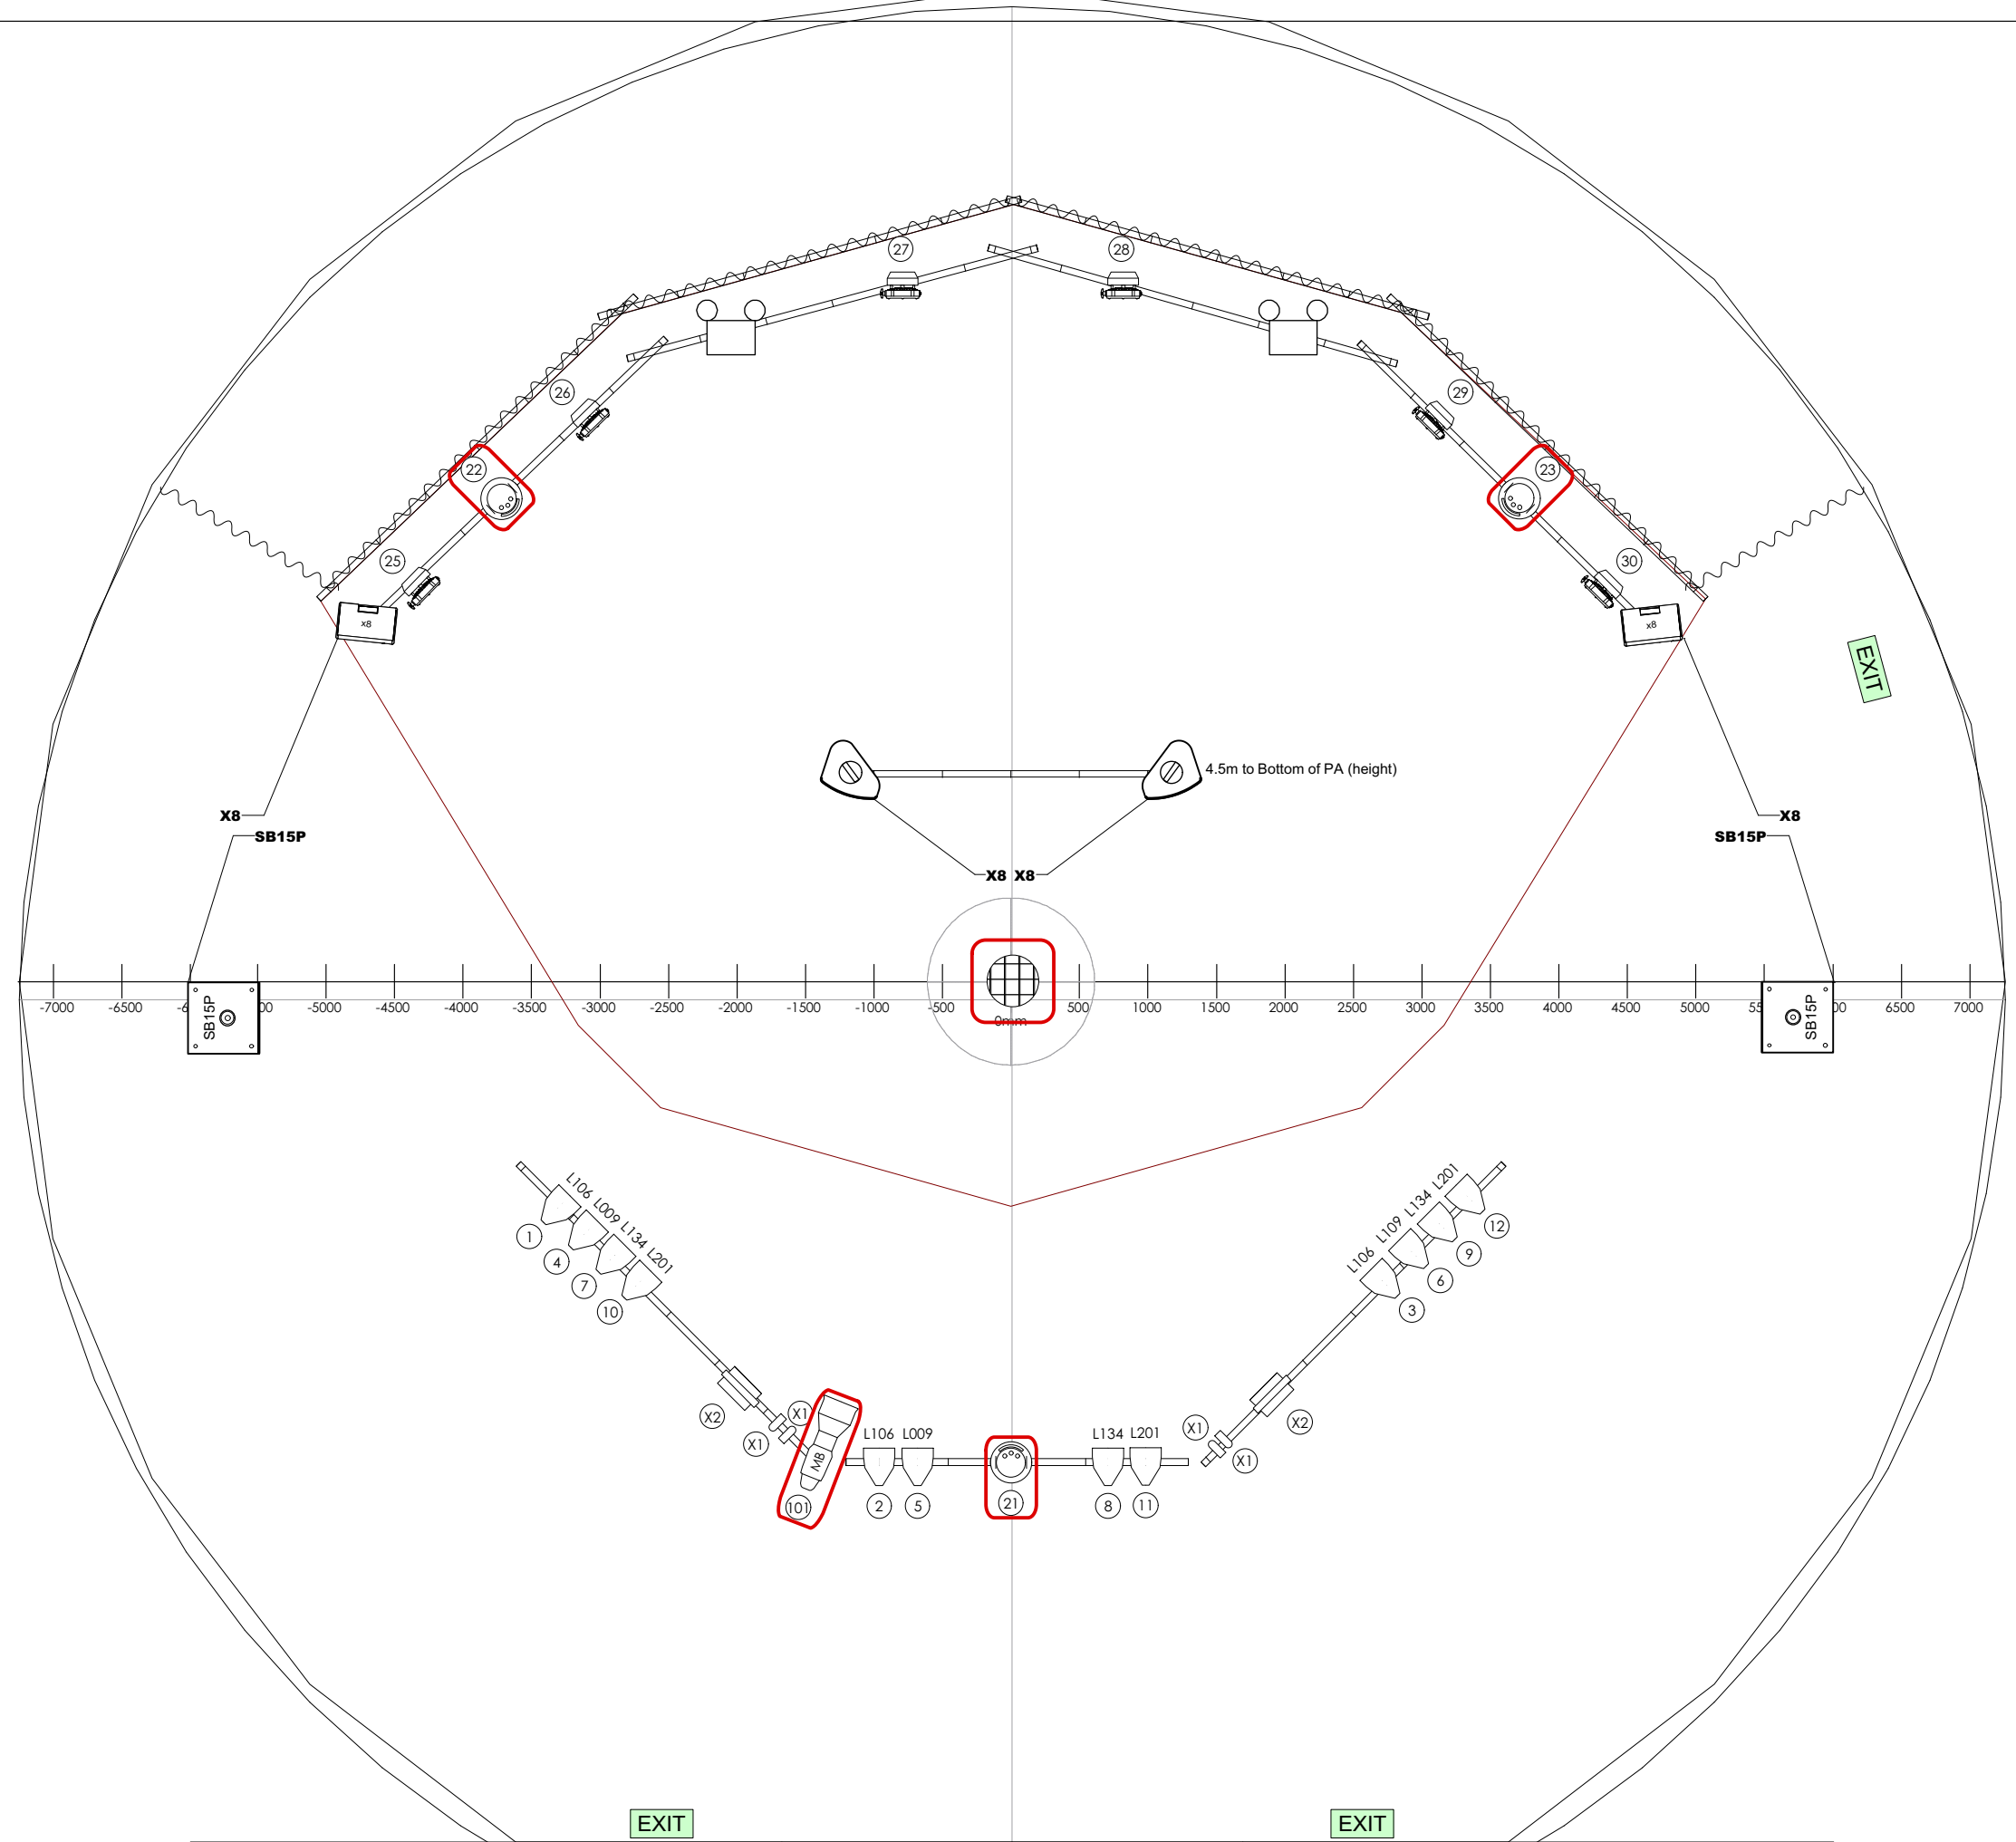 27
28
26
29
22
23
25
30
x8
x8
EXIT
4.5m to Bottom of PA (height)
X8
X8
SB15P
SB15P
X8 X8
-7000 -6500 -5000 -4500 -4000 -3500 -3000 -2500 -2000 -1500 -1000 -500 0mm 500 1000 1500 2000 2500 3000 3500 4000 4500 5000 6500 7000
SB15P
SB15P
L106 L009 L134 L201
1
4
7
10
L106 L109 L134 L201
12
9
6
3
X2
X1
X1
MB
101
L106 L009
2
5
21
L134 L201
8
11
X1
X1
X2
EXIT
EXIT